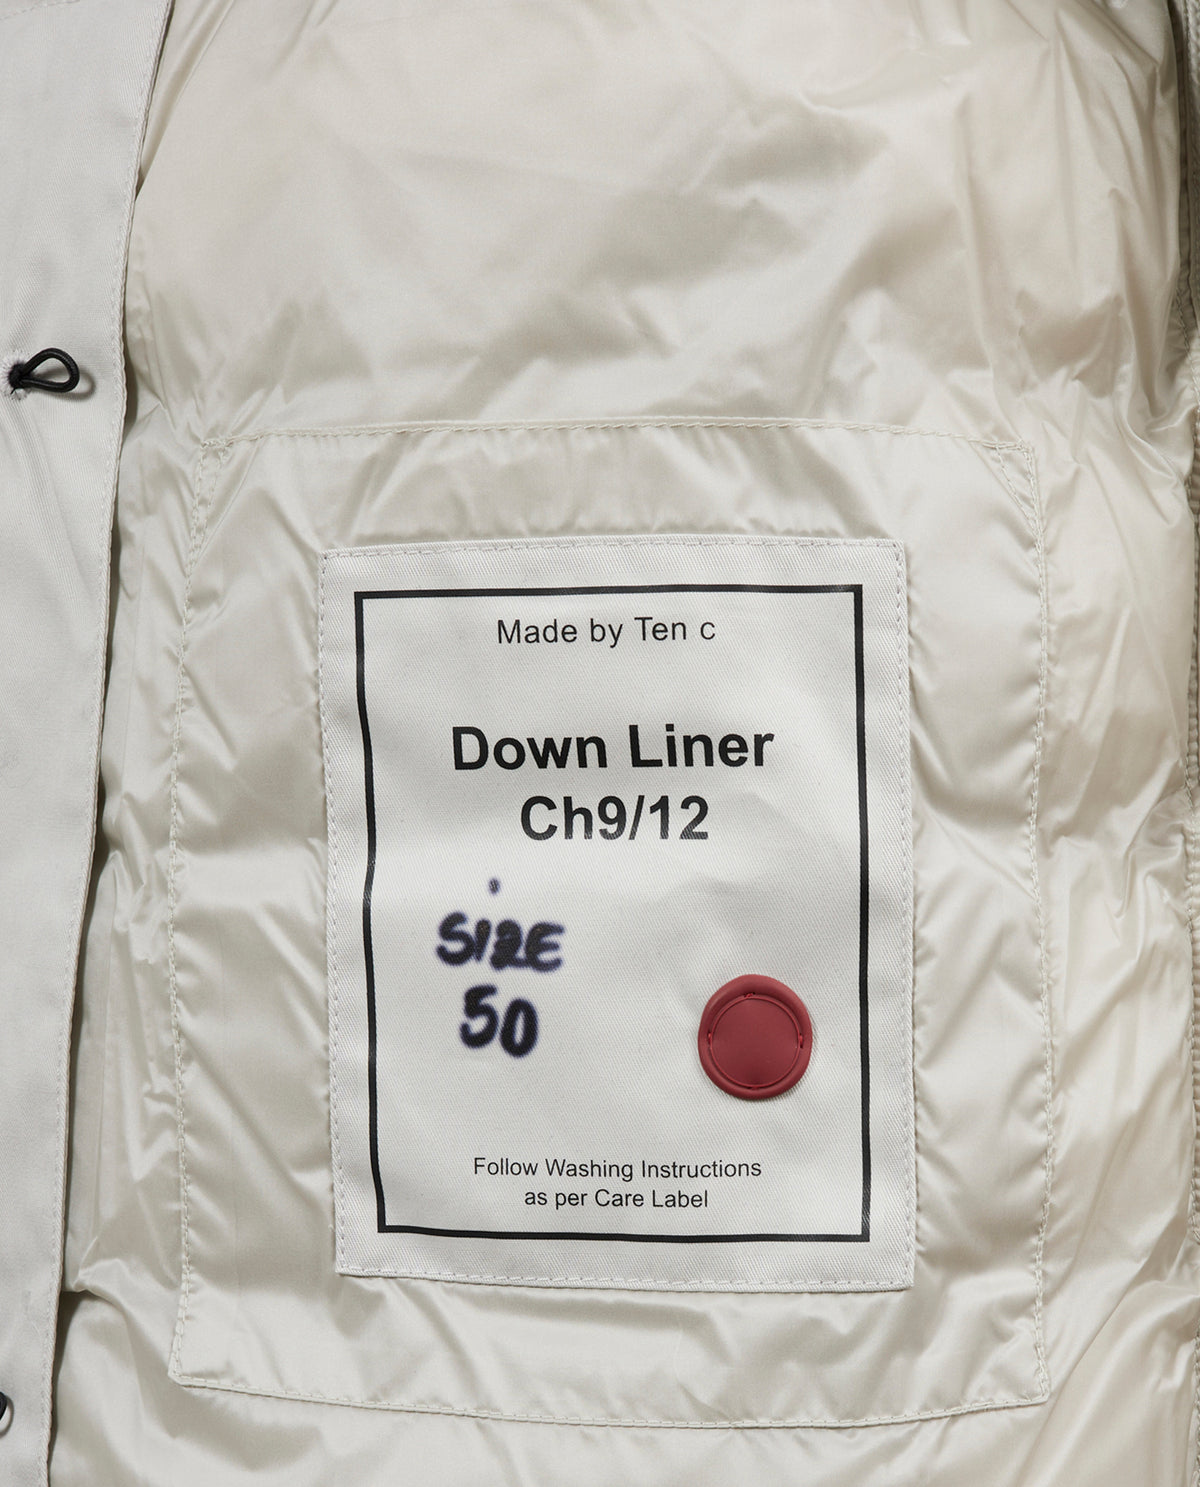 Made by Ten c
Down Liner
Ch9/12
SIZE
50
Follow Washing Instructions
as per Care Label